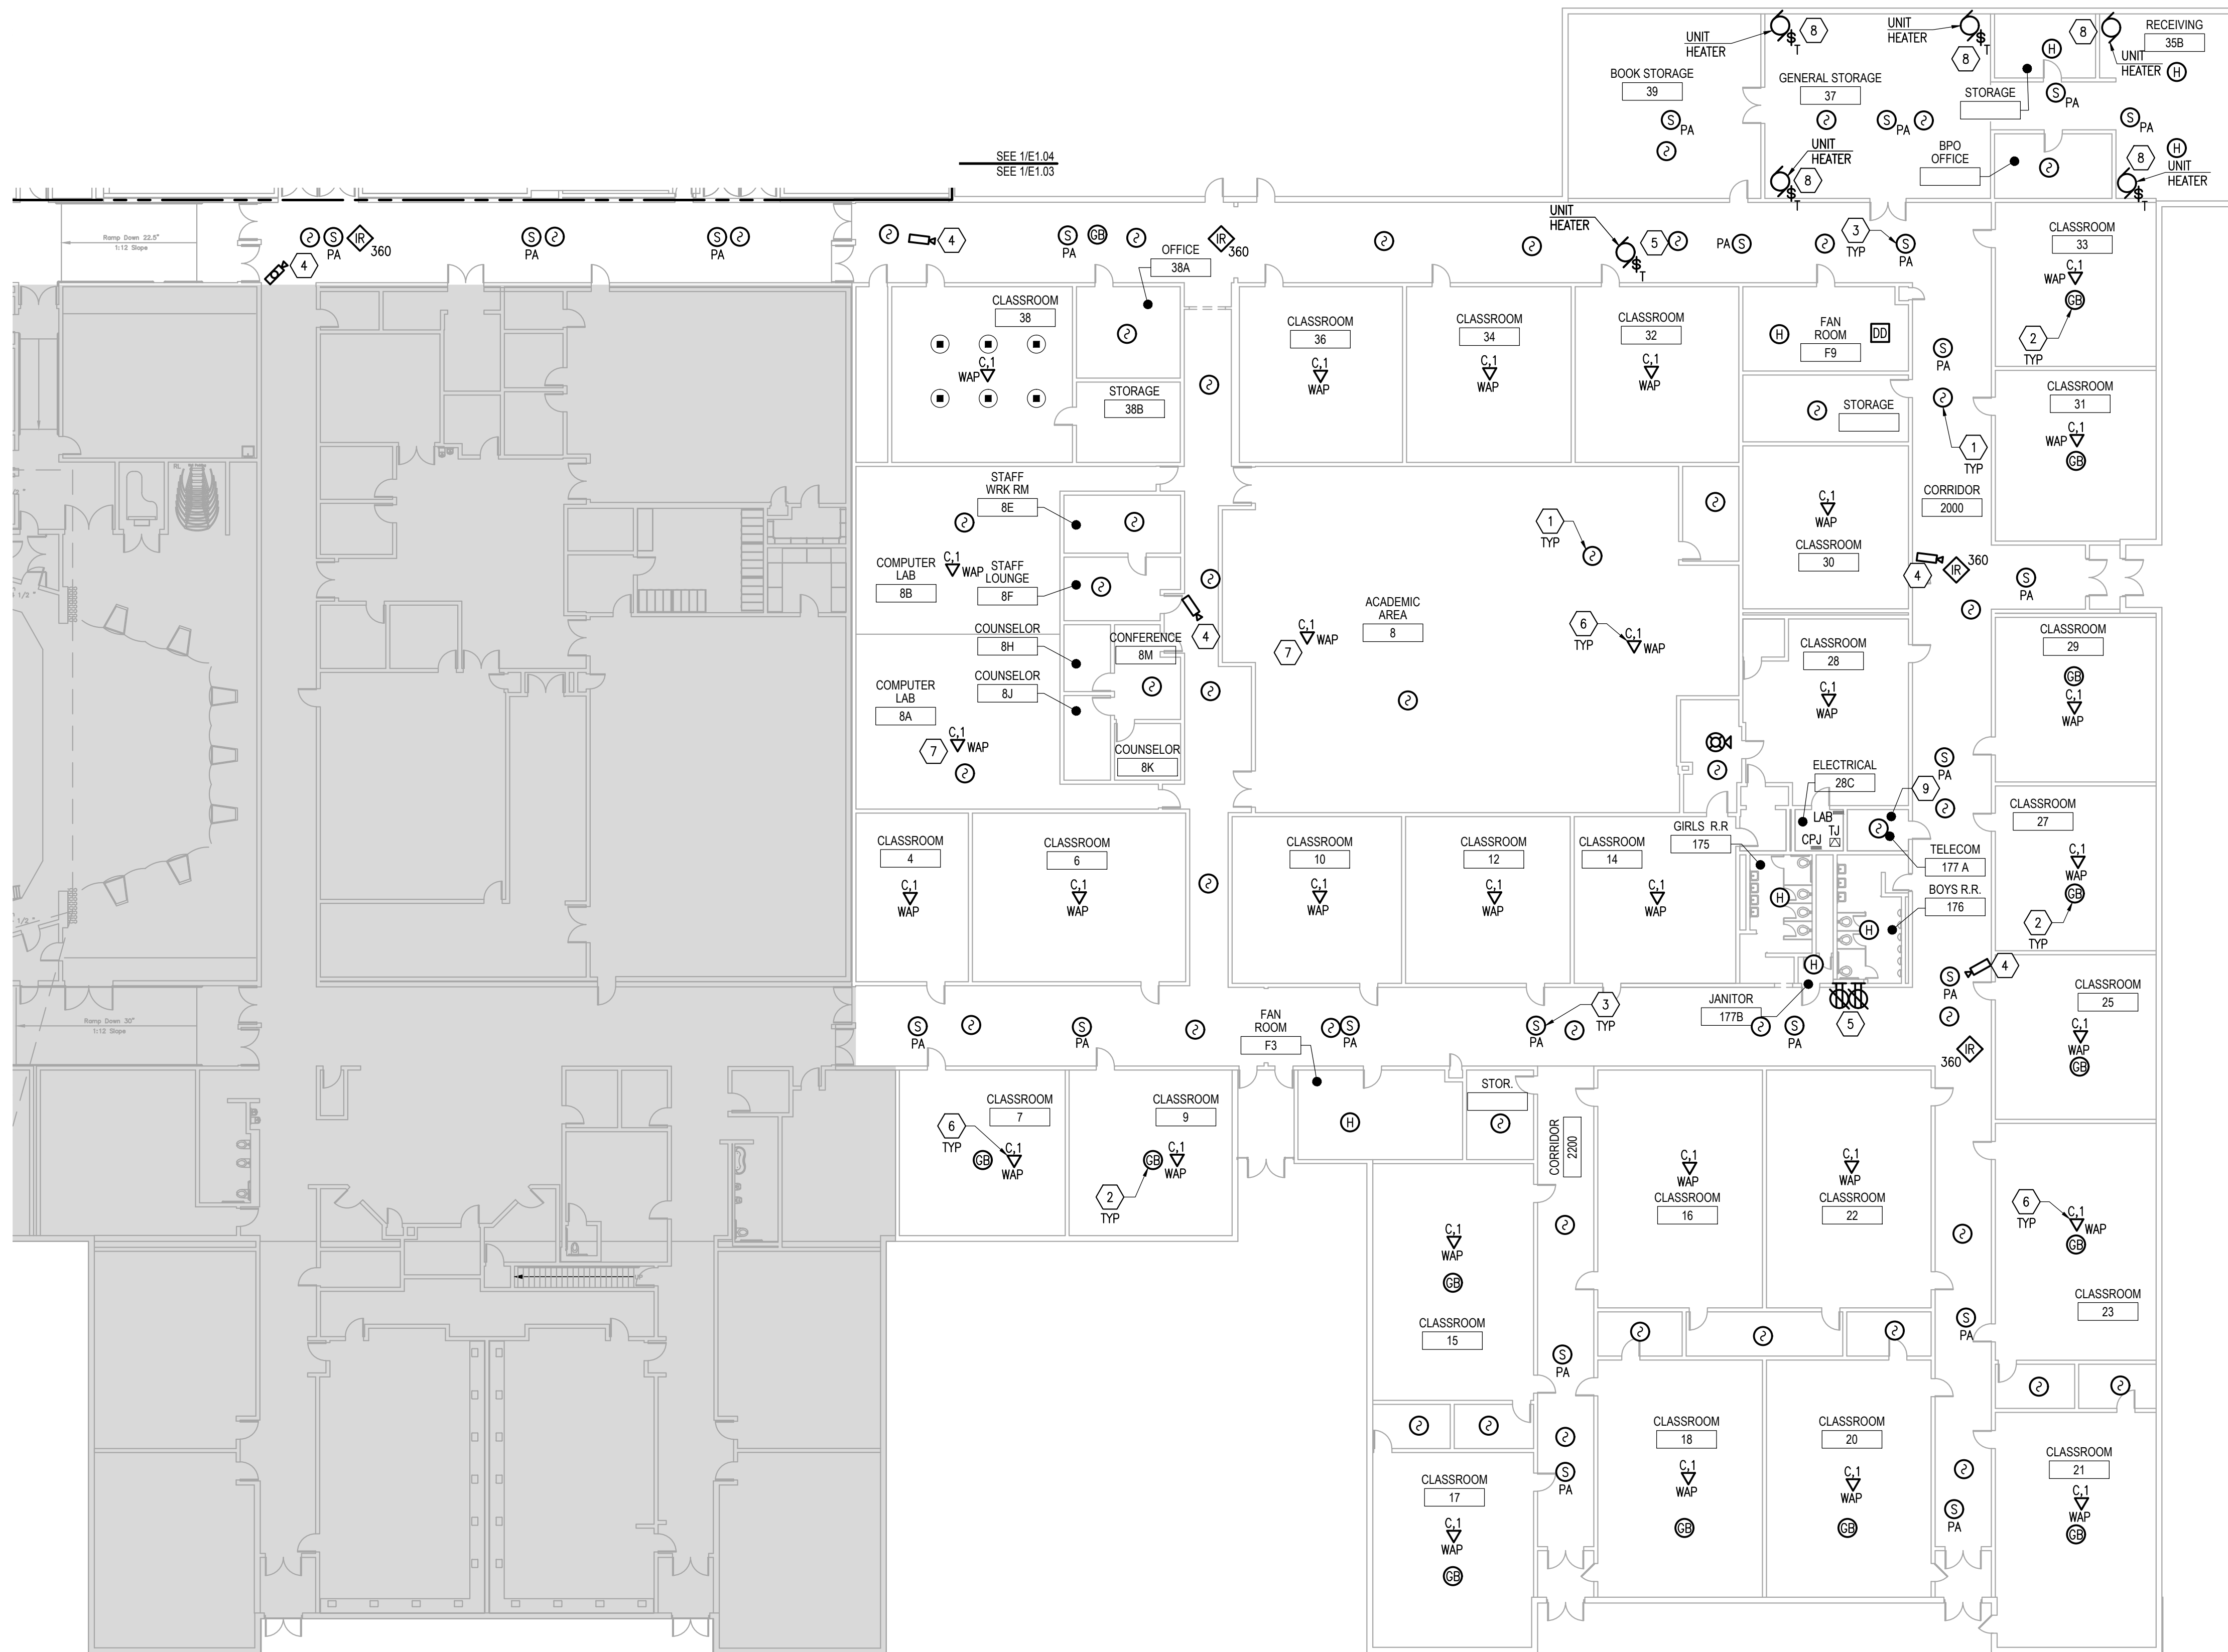 UNIT
HEATER
8
T
UNIT
HEATER
8
T
8
RECEIVING
35B
UNIT
HEATER
H
H
BOOK STORAGE
39
GENERAL STORAGE
37
STORAGE
S PA
S PA
S PA
S PA
BPO
OFFICE
UNIT
HEATER
8
T
H
8
UNIT
HEATER
T
SEE 1/E1.04
SEE 1/E1.03
Ramp Down 22.5"
1:12 Slope
S
PA
IR
360
4
S
PA
S
PA
4
S
PA
GB
OFFICE
38A
IR
360
UNIT
HEATER
5
T
PA S
3
TYP
S
PA
CLASSROOM
33
C,1
WAP
GB
2
TYP
CLASSROOM
38
C,1
WAP
STORAGE
38B
CLASSROOM
36
C,1
WAP
CLASSROOM
34
C,1
WAP
CLASSROOM
32
C,1
WAP
H
FAN
ROOM
F9
DD
S
PA
STORAGE
1
TYP
CLASSROOM
31
C,1
WAP
GB
RL
STAFF
WRK RM
8E
COMPUTER
LAB
8B
C,1
WAP
STAFF
LOUNGE
8F
1
TYP
C,1
WAP
CLASSROOM
30
CORRIDOR
2000
4
IR
360
S
PA
1/2 "
COUNSELOR
8H
CONFERENCE
8M
4
COUNSELOR
8J
COMPUTER
LAB
8A
7
C,1
WAP
COUNSELOR
8K
ACADEMIC
AREA
8
7
C,1
WAP
6
TYP
C,1
WAP
CLASSROOM
28
C,1
WAP
CLASSROOM
29
GB
C,1
WAP
ELECTRICAL
28C
S
PA
9
LAB
CPJ
TJ
TELECOM
177 A
CLASSROOM
27
C,1
WAP
GB
2
TYP
CLASSROOM
4
C,1
WAP
CLASSROOM
6
C,1
WAP
CLASSROOM
10
C,1
WAP
CLASSROOM
12
C,1
WAP
CLASSROOM
14
C,1
WAP
GIRLS R.R
175
H
BOYS R.R.
176
H
H
1/2 "
Ramp Down 30"
1:12 Slope
S
PA
S
PA
FAN
ROOM
F3
S
PA
S
PA
3
TYP
JANITOR
177B
S
PA
5
S
PA
4
IR
360
CLASSROOM
25
C,1
WAP
GB
6
TYP
CLASSROOM
7
C,1
WAP
GB
CLASSROOM
9
C,1
WAP
GB
2
TYP
H
STOR.
CORRIDOR
2200
C,1
WAP
CLASSROOM
16
C,1
WAP
CLASSROOM
22
6
TYP
C,1
WAP
GB
CLASSROOM
23
C,1
WAP
GB
CLASSROOM
15
S
PA
S
PA
CLASSROOM
17
C,1
WAP
GB
S
PA
CLASSROOM
18
C,1
WAP
GB
CLASSROOM
20
C,1
WAP
GB
S
PA
CLASSROOM
21
C,1
WAP
GB